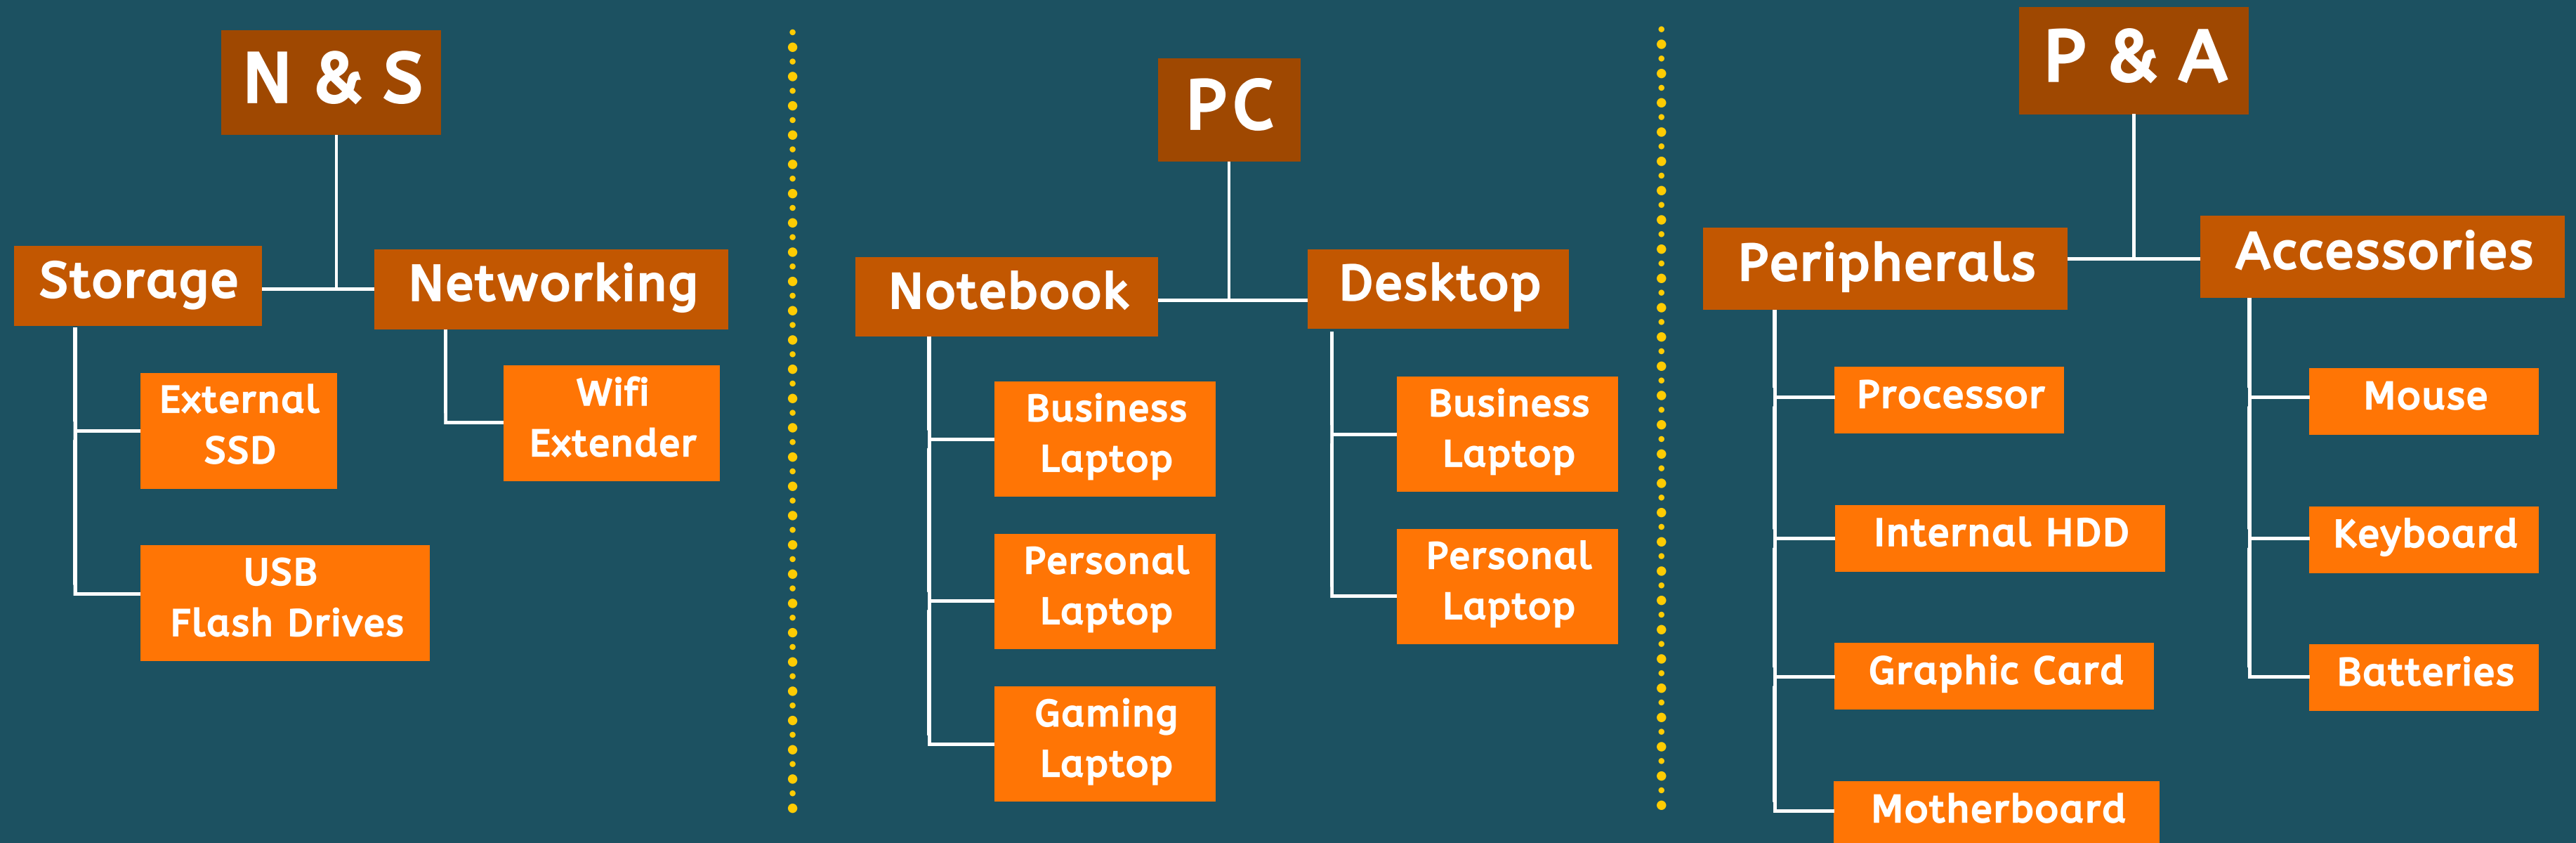 N & S
Storage
Networking
External
SSD
USB
Flash Drives
Wifi
Extender
PC
Notebook
Desktop
Business
Laptop
Personal
Laptop
Gaming
Laptop
Business
Laptop
Personal
Laptop
P & A
Peripherals
Accessories
Processor
Internal HDD
Graphic Card
Motherboard
Mouse
Keyboard
Batteries